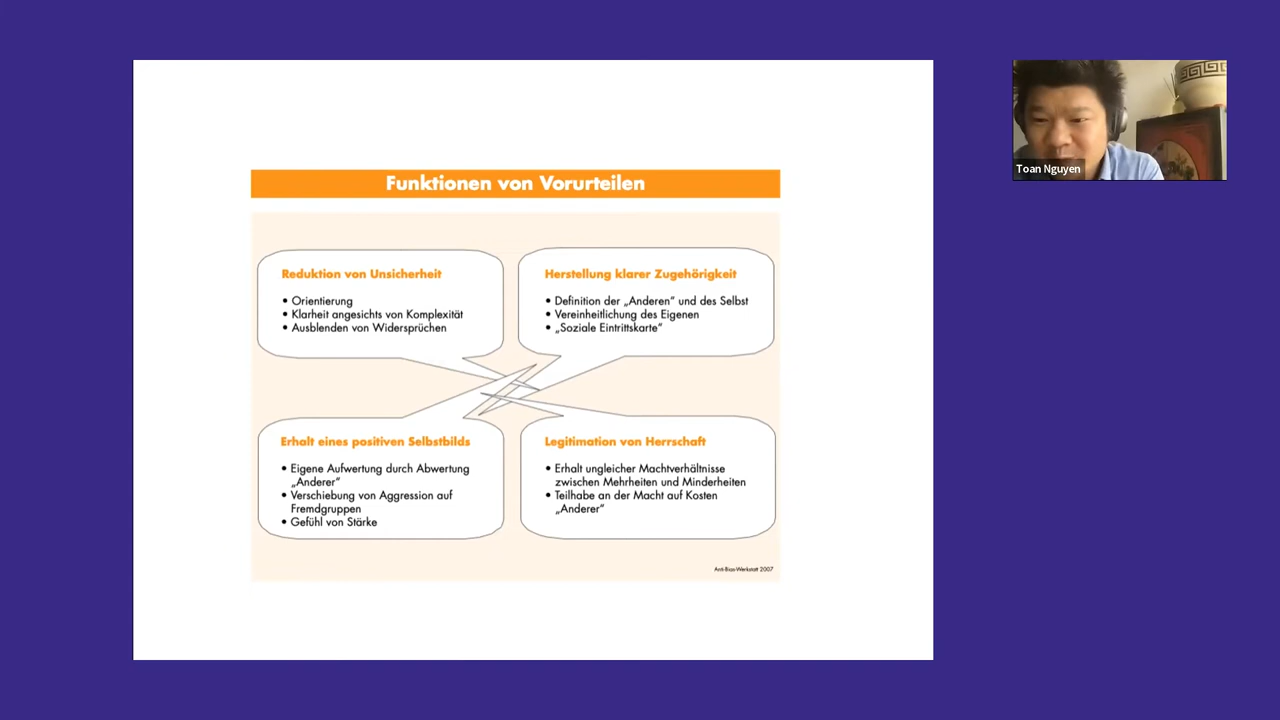 Funktionen von Vorurteilen
Reduktion von Unsicherheit
• Orientierung
• Klarheit angesichts von Komplexität
• Ausblenden von Widersprüchen
Herstellung klarer Zugehörigkeit
• Definition der „Anderen“ und des Selbst
• Vereinheitlichung des Eigenen
• „Soziale Eintrittskarte“
Erhalt eines positiven Selbstbilds
• Eigene Aufwertung durch Abwertung
„Anderer“
• Verschiebung von Aggression auf
Fremdgruppen
• Gefühl von Stärke
Legitimation von Herrschaft
• Erhalt ungleicher Machtverhältnisse
zwischen Mehrheiten und Minderheiten
• Teilhabe an der Macht auf Kosten
„Anderer“
Anti-Bias-Werkstatt 2007
Toan Nguyen